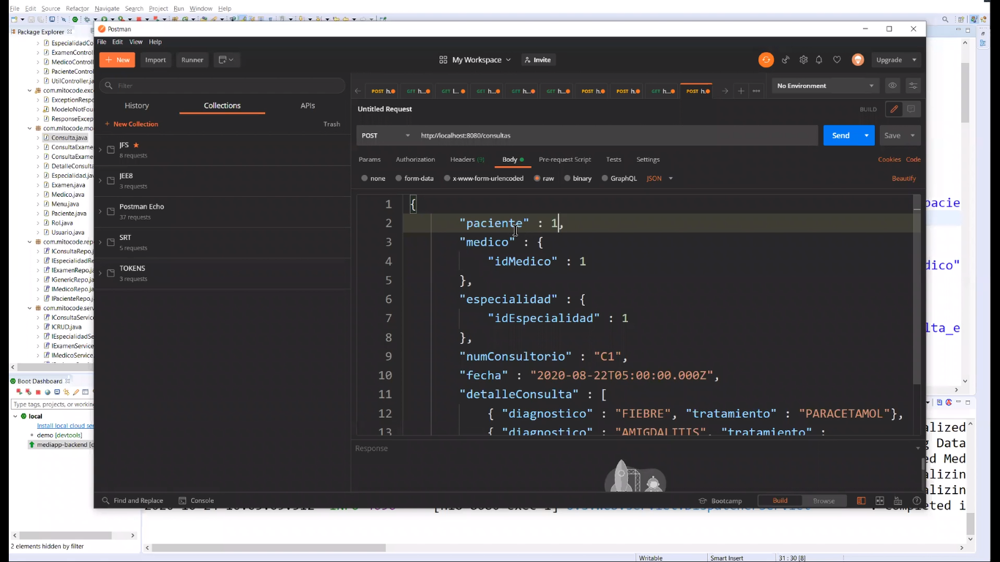 File Edit Source Refactor Navigate Search Project Run Window Help
Package Explorer
EspecialidadCo
ExamenControl
MedicoControl
PacienteContro
UtilController.ja
com.mitocode.exc
ExceptionRespo
ModeloNotFou
ResponseExcep
com.mitocode.mo
Consulta.java
ConsultaExame
ConsultaExame
DetalleConsulta
Especialidad.jav
Examen.java
Medico.java
Menu.java
Paciente.java
Rol.java
Usuario.java
com.mitocode.rep
IConsultaRepo.j
IEspecialidadRe
IExamenRepo.j
IGenericRepo.j
IMedicoRepo.j
IPacienteRepo.j
com.mitocode.serv
IConsultaService
ICRUD.java
IEspecialidadSe
IExamenService
IMedicoService
IPacienteServic
Boot Dashboard
Type tags, projects, or working
local
Install local cloud se
demo [devtools]
mediapp-backend [d
2 elements hidden by filter
Postman
File Edit View Help
+ New Import Runner
My Workspace Invite
Upgrade
Filter
History Collections APIs
+ New Collection Trash
JFS
8 requests
JEE8
3 requests
Postman Echo
37 requests
SRT
5 requests
TOKENS
3 requests
POST h... GET h... GET l... GET h... GET h... GET h... POST h... POST h... GET h... POST h...
No Environment
Untitled Request
BUILD
POST http://localhost:8080/consultas Send Save
Params Authorization Headers (9) Body Pre-request Script Tests Settings Cookies Code
none form-data x-www-form-urlencoded raw binary GraphQL JSON Beautify
1 {
2 "paciente" : 1,
3 "medico" : {
4 "idMedico" : 1
5 },
6 "especialidad" : {
7 "idEspecialidad" : 1
8 },
9 "numConsultorio" : "C1",
10 "fecha" : "2020-08-22T05:00:00.000Z",
11 "detalleConsulta" : [
12 { "diagnostico" : "FIEBRE", "tratamiento" : "PARACETAMOL"},
13 { "diagnostico" : "AMIGDALITIS", "tratamiento" :
Response
Find and Replace Console
Bootcamp Build Browse
pacie
dico"
lta_e
alized
g Data
ed Med
alizin
alizin
Completed i
Writable Smart Insert 31 : 30 [8]